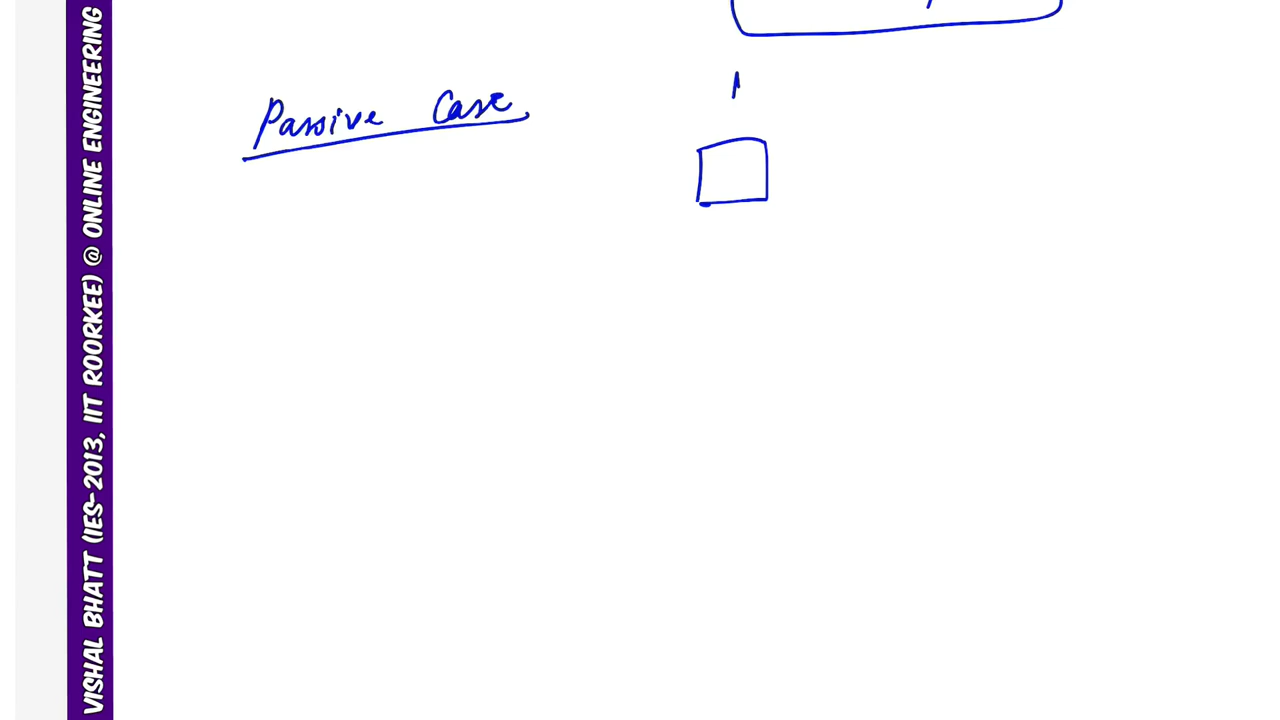 VISHAL BHATT (IES-2013, IIT ROORKEE) @ ONLINE ENGINEERING
Passive Case